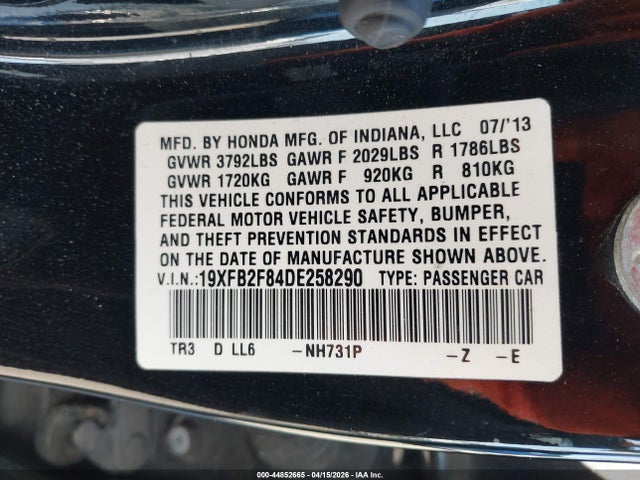 MFD. BY HONDA MFG. OF INDIANA, LLC 07/'13
GVWR 3792LBS GAWR F 2029LBS R 1786LBS
GVWR 1720KG GAWR F 920KG R 810KG
THIS VEHICLE CONFORMS TO ALL APPLICABLE
FEDERAL MOTOR VEHICLE SAFETY, BUMPER,
AND THEFT PREVENTION STANDARDS IN EFFECT
ON THE DATE OF MANUFACTURE SHOWN ABOVE.
V.I.N.:19XFB2F84DE258290 TYPE: PASSENGER CAR
TR3 D LL6 -NH731P -Z -E
000-44852665 - 04/15/2026 - IAA Inc.